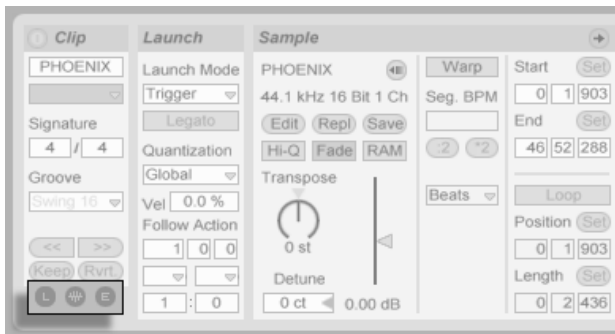 Clip
PHOENIX
Signature
4 / 4
Groove
Swing 16
<< >>
Keep Rvrt.
L E
Launch
Launch Mode
Trigger
Legato
Quantization
Global
Vel 0.0 %
Follow Action
1 0 0
1 : 0
Sample
PHOENIX
44.1 kHz 16 Bit 1 Ch
Edit Repl Save
Hi-Q Fade RAM
Transpose
0 st
Detune
0 ct 0.00 dB
Warp
Seg. BPM
:2 *2
Beats
Start Set
0 1 903
End Set
46 52 288
Loop
Position Set
0 1 903
Length Set
0 2 436